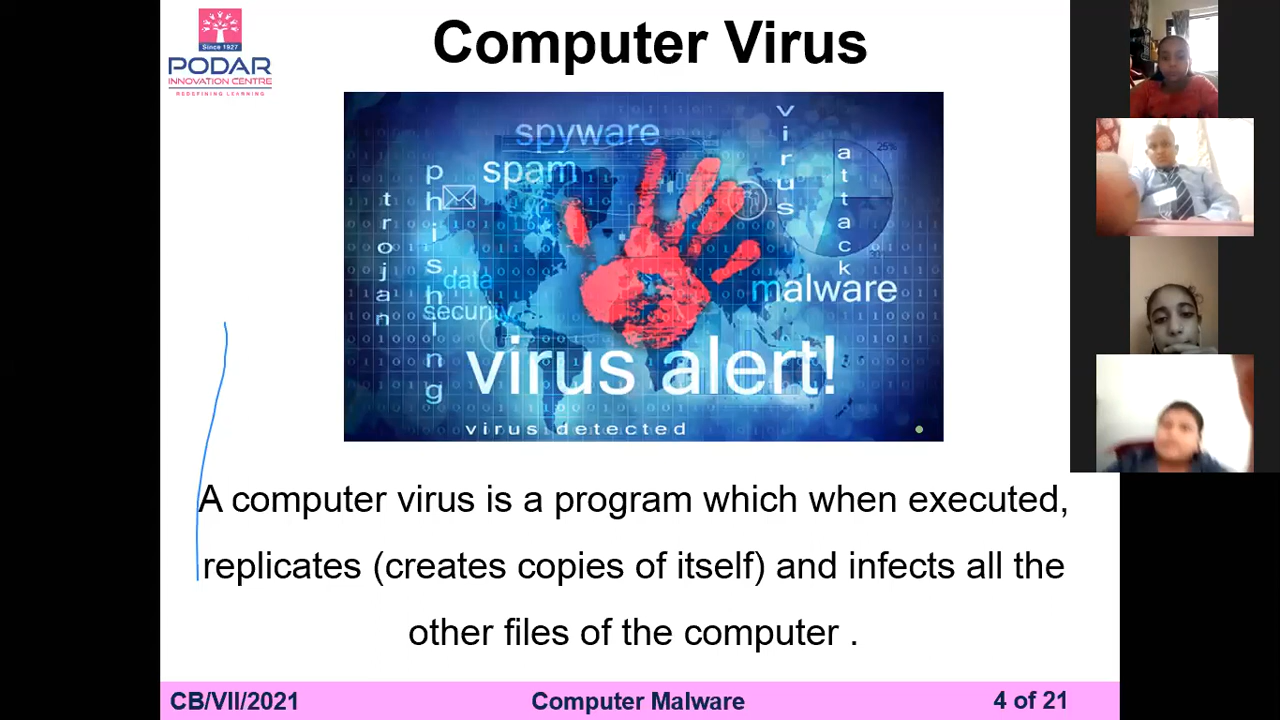 Computer Virus
Since 1927
PODAR
INNOVATION CENTRE
REDEFINING LEARNING
spyware
spam
phishing
trojan
data
security
virus
attack
25%
malware
virus alert!
virus detected
A computer virus is a program which when executed,
replicates (creates copies of itself) and infects all the
other files of the computer .
CB/VII/2021
Computer Malware
4 of 21